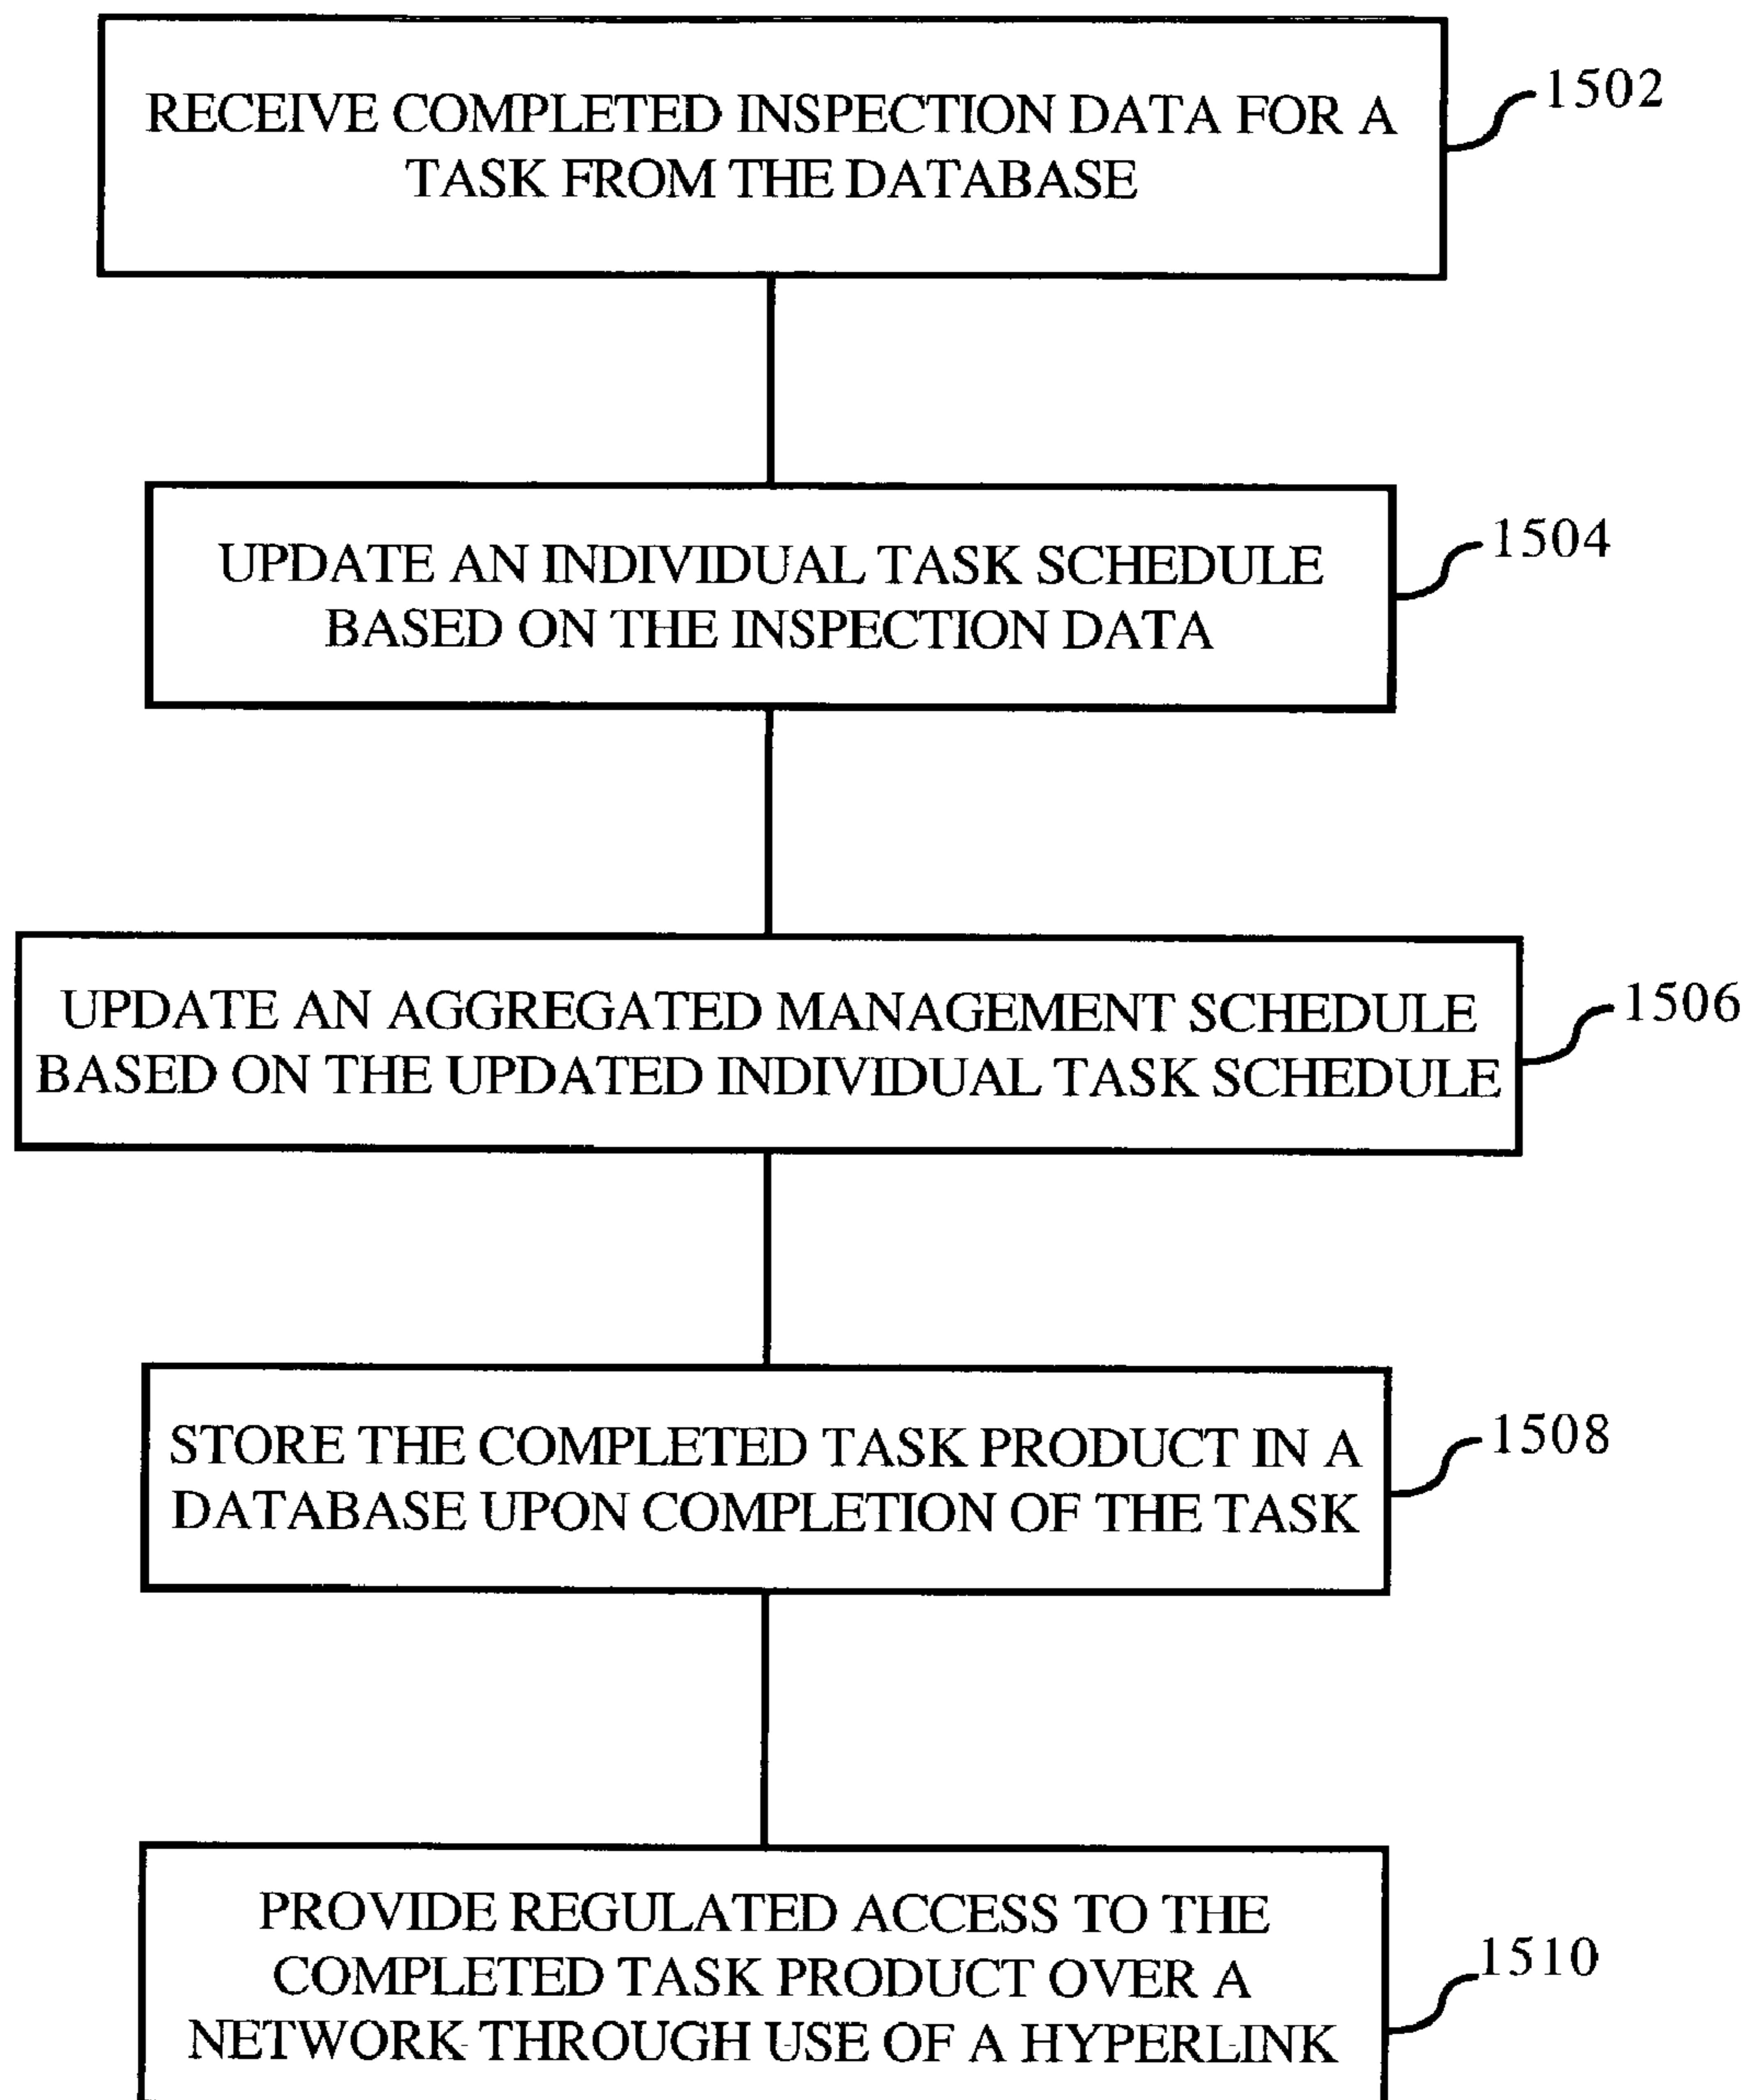 RECEIVE COMPLETED INSPECTION DATA FOR A
TASK FROM THE DATABASE
1502
UPDATE AN INDIVIDUAL TASK SCHEDULE
BASED ON THE INSPECTION DATA
1504
UPDATE AN AGGREGATED MANAGEMENT SCHEDULE
BASED ON THE UPDATED INDIVIDUAL TASK SCHEDULE
1506
STORE THE COMPLETED TASK PRODUCT IN A
DATABASE UPON COMPLETION OF THE TASK
1508
PROVIDE REGULATED ACCESS TO THE
COMPLETED TASK PRODUCT OVER A
NETWORK THROUGH USE OF A HYPERLINK
1510